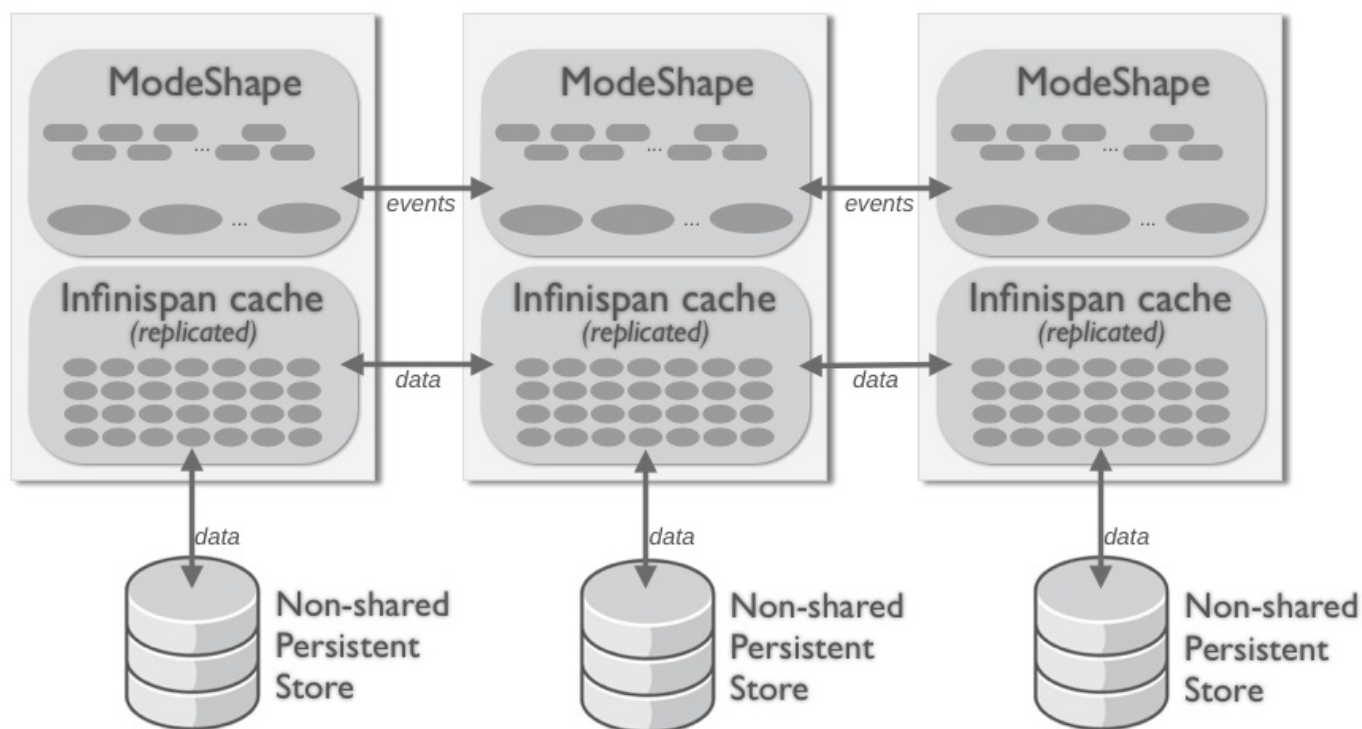 ModeShape
ModeShape
ModeShape
...
...
...
events
events
...
...
...
Infinispan cache
(replicated)
Infinispan cache
(replicated)
Infinispan cache
(replicated)
data
data
data
data
data
Non-shared
Persistent
Store
Non-shared
Persistent
Store
Non-shared
Persistent
Store